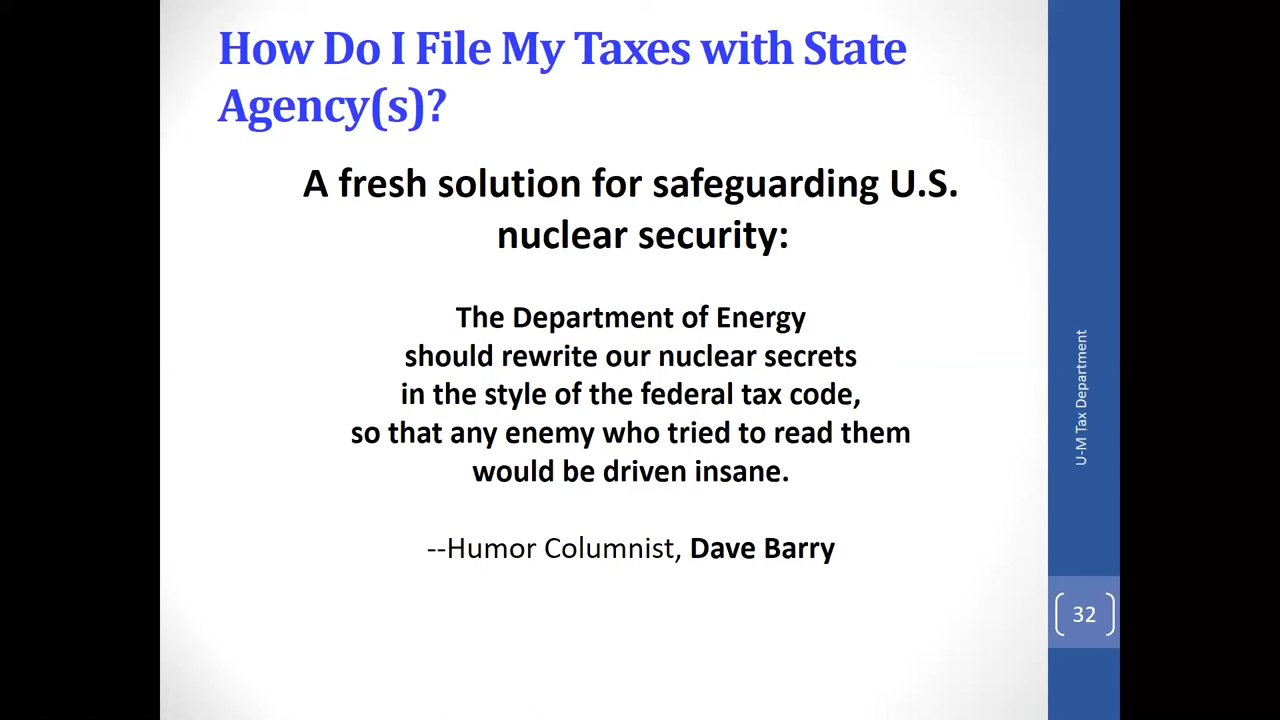 How Do I File My Taxes with State
Agency(s)?
A fresh solution for safeguarding U.S.
nuclear security:
The Department of Energy
should rewrite our nuclear secrets
in the style of the federal tax code,
so that any enemy who tried to read them
would be driven insane.
--Humor Columnist, Dave Barry
U-M Tax Department
32